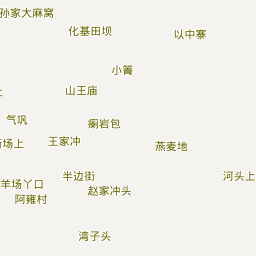 孙家大麻窝
化基田坝
以中寨
小箐
山王庙
气巩
瘌岩包
场上
王家冲
燕麦地
半边街
河头上
羊场丫口
赵家冲头
阿雍村
湾子头